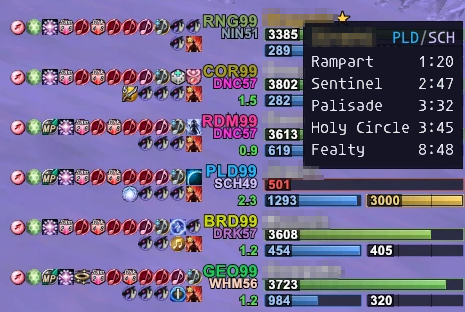 RNG99
NIN51
3385
289
PLD/SCH
Rampart 1:20
Sentinel 2:47
Palisade 3:32
Holy Circle 3:45
Fealty 8:48
COR99
DNC57
1.5
3802
282
RDM99
DNC57
0.9
3613
619
PLD99
SCH49
2.3
501
1293
3000
BRD99
DRK57
1.2
3608
454
405
GEO99
WHM56
1.2
3723
984
320